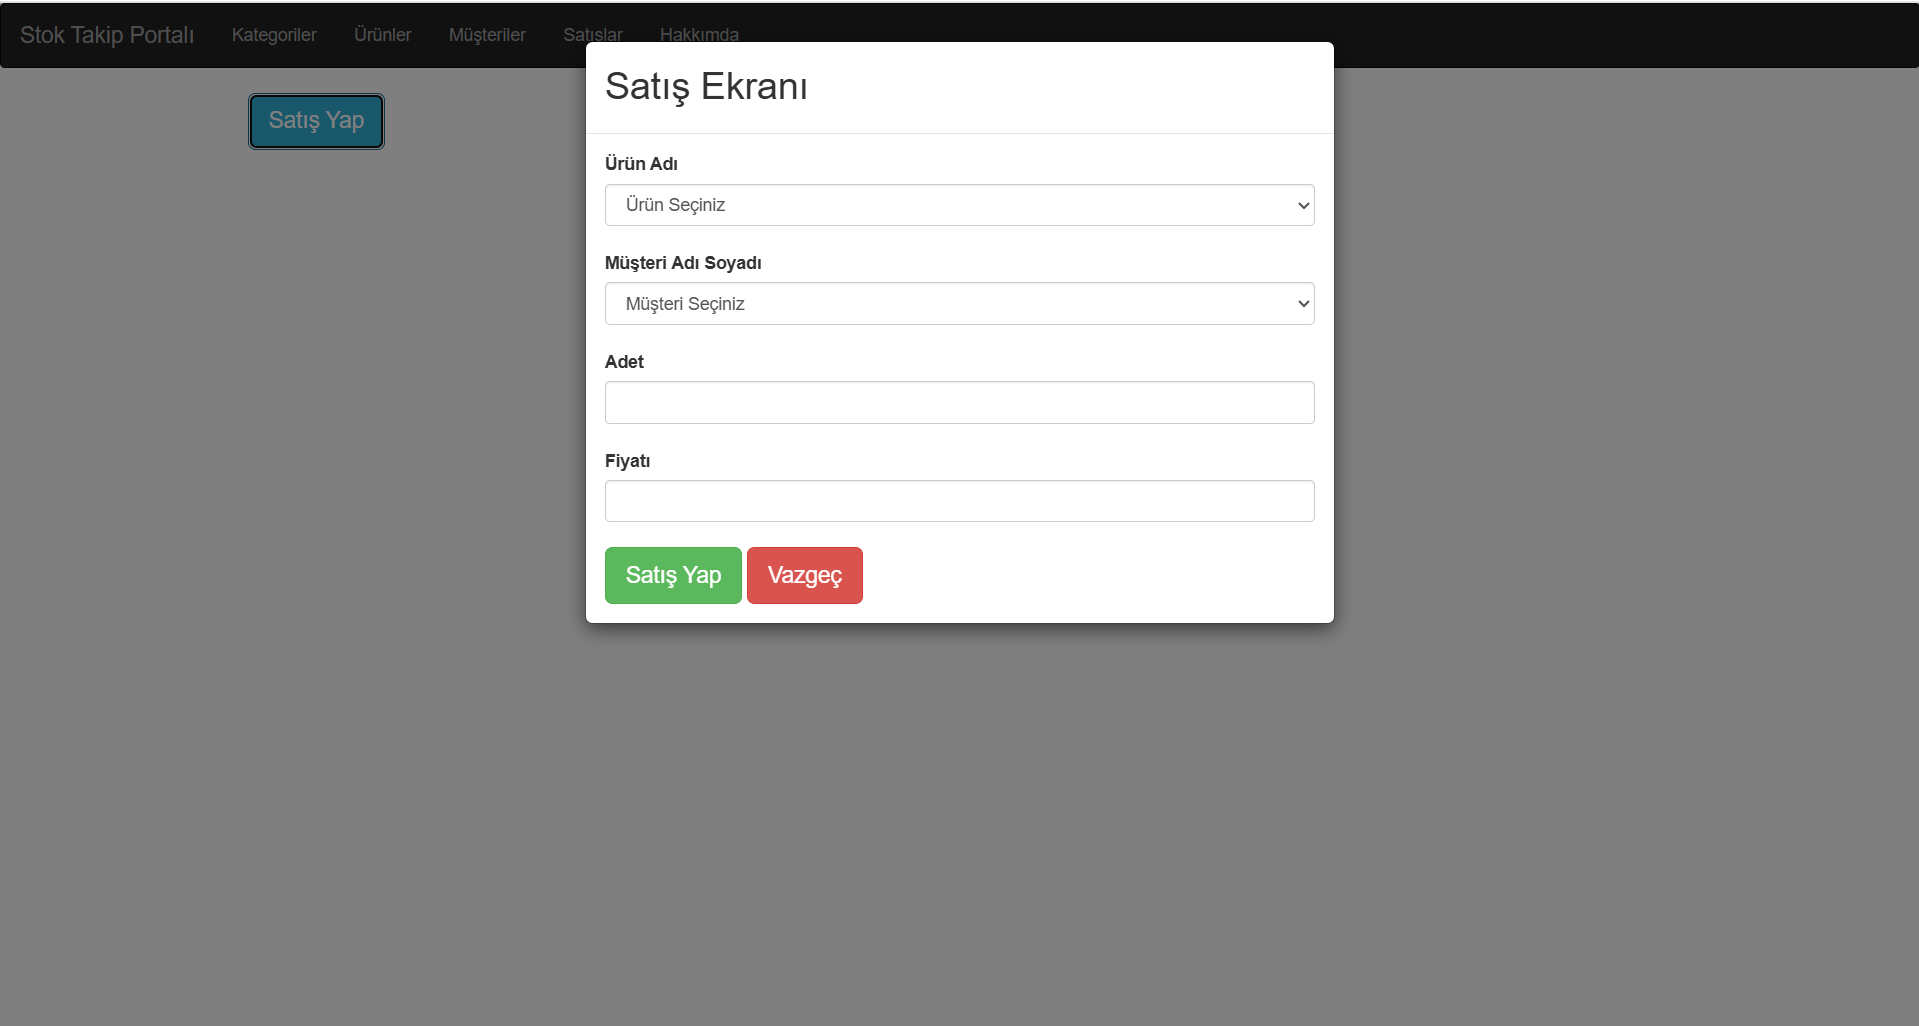 Stok Takip Portalı Kategoriler Ürünler Müşteriler Satışlar Hakkımda
Satış Yap
Satış Ekranı
Ürün Adı
Ürün Seçiniz
Müşteri Adı Soyadı
Müşteri Seçiniz
Adet
Fiyatı
Satış Yap Vazgeç